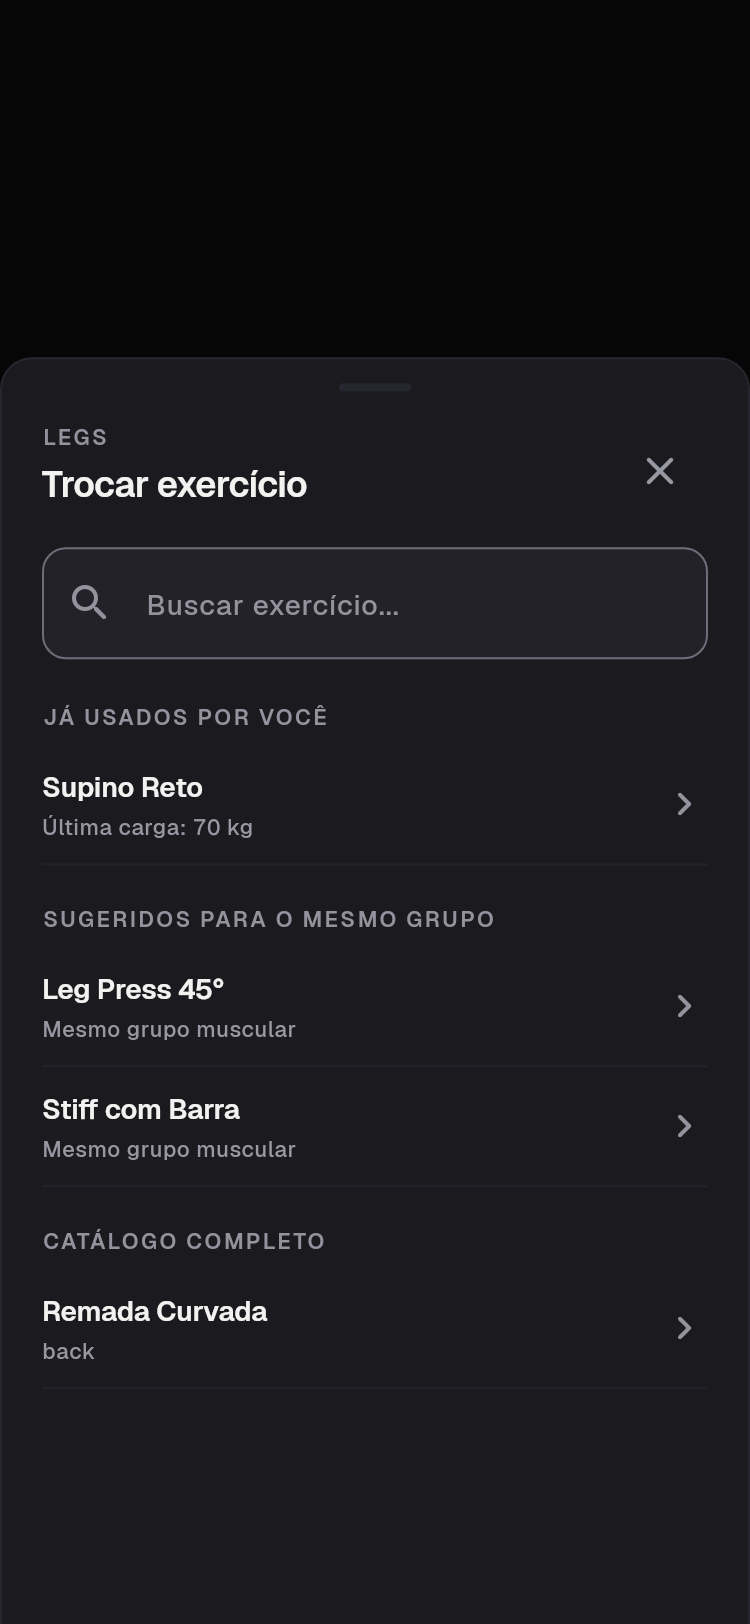 LEGS
Trocar exercício
Buscar exercício...
JÁ USADOS POR VOCÊ
Supino Reto
Última carga: 70 kg
SUGERIDOS PARA O MESMO GRUPO
Leg Press 45°
Mesmo grupo muscular
Stiff com Barra
Mesmo grupo muscular
CATÁLOGO COMPLETO
Remada Curvada
back